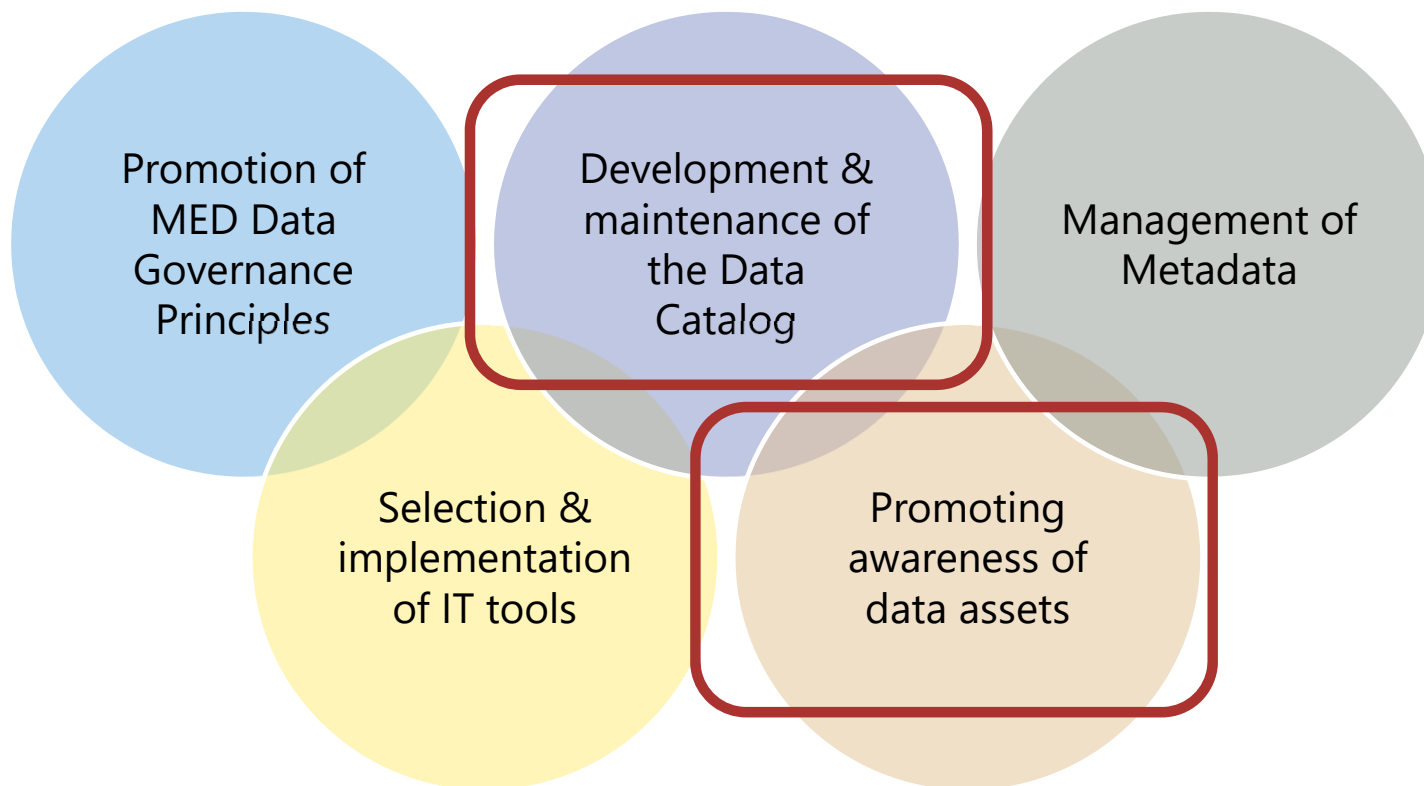 Promotion of
MED Data
Governance
Principles
Development &
maintenance of
the Data
Catalog
Management of
Metadata
Selection &
implementation
of IT tools
Promoting
awareness of
data assets